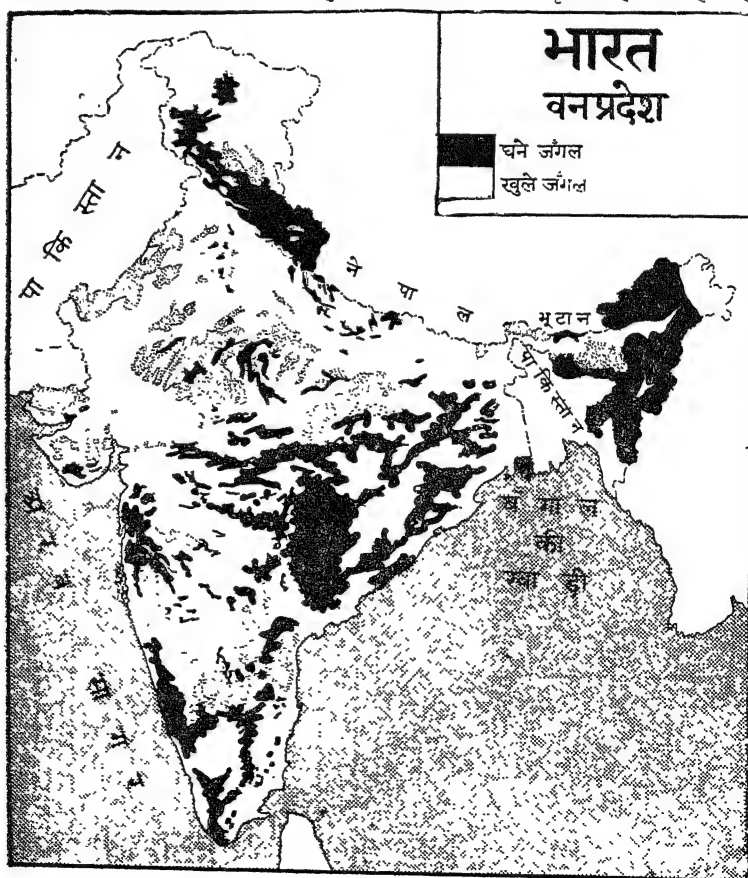 भारत
वनप्रदेश
घने जँगल
खुले जँगल
पाकिस्तान
नेपाल
भूटान
पाकिस्तान
बंगाल
की
खाड़ी